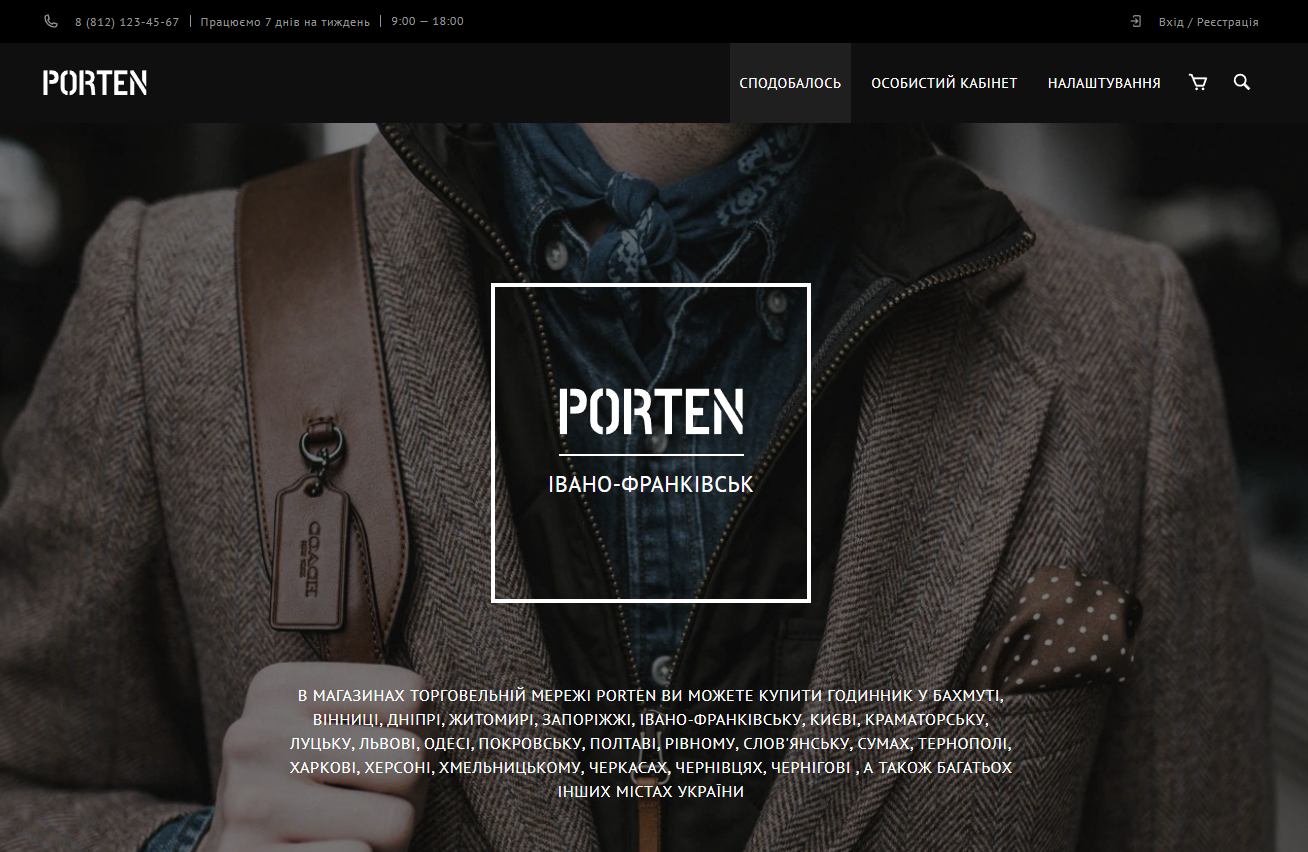 8 (812) 123-45-67 | Працюємо 7 днів на тиждень | 9:00 — 18:00
Вхід / Реєстрація
PORTEN
СПОДОБАЛОСЬ ОСОБИСТИЙ КАБІНЕТ НАЛАШТУВАННЯ
PORTEN
ІВАНО-ФРАНКІВСЬК
COACH
В МАГАЗИНАХ ТОРГОВЕЛЬНІЙ МЕРЕЖІ PORTEN ВИ МОЖЕТЕ КУПИТИ ГОДИННИК У БАХМУТІ,
ВІННИЦІ, ДНІПРІ, ЖИТОМИРІ, ЗАПОРІЖЖІ, ІВАНО-ФРАНКІВСЬКУ, КИЄВІ, КРАМАТОРСЬКУ,
ЛУЦЬКУ, ЛЬВОВІ, ОДЕСІ, ПОКРОВСЬКУ, ПОЛТАВІ, РІВНОМУ, СЛОВ'ЯНСЬКУ, СУМАХ, ТЕРНОПОЛІ,
ХАРКОВІ, ХЕРСОНІ, ХМЕЛЬНИЦЬКОМУ, ЧЕРКАСАХ, ЧЕРНІВЦЯХ, ЧЕРНІГОВІ , А ТАКОЖ БАГАТЬОХ
ІНШИХ МІСТАХ УКРАЇНИ